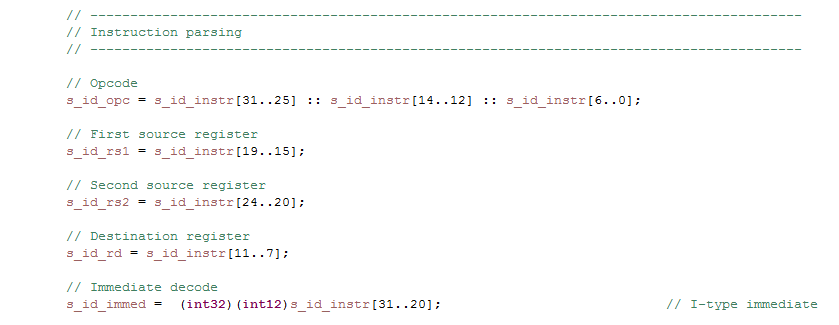 // -----------------------------------------------------------------------------------------
// Instruction parsing
// -----------------------------------------------------------------------------------------
// Opcode
s_id_opc = s_id_instr[31..25] :: s_id_instr[14..12] :: s_id_instr[6..0];
// First source register
s_id_rs1 = s_id_instr[19..15];
// Second source register
s_id_rs2 = s_id_instr[24..20];
// Destination register
s_id_rd = s_id_instr[11..7];
// Immediate decode
s_id_immed =  (int32)(int12)s_id_instr[31..20]; // I-type immediate